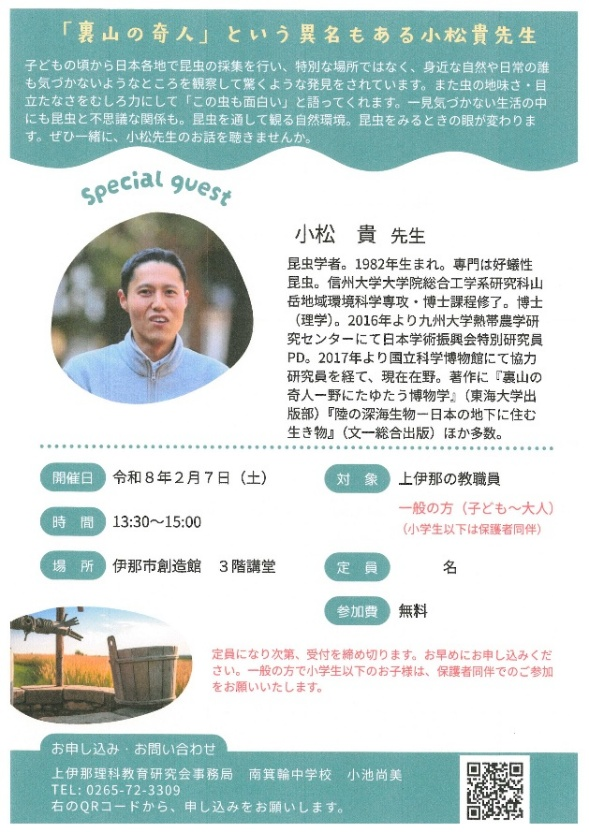 「裏山の奇人」という異名もある小松貴先生
子どもの頃から日本各地で昆虫の採集を行い、特別な場所ではなく、身近な自然や日常の誰
も気づかないようなところを観察して驚くような発見をされています。また虫の地味さ・目
立たなさをむしろ力にして「この虫も面白い」と語ってくれます。一見気づかない生活の中
にも昆虫と不思議な関係も。昆虫を通して観る自然環境。昆虫をみるときの眼が変わりま
す。ぜひ一緒に、小松先生のお話を聴きませんか。
Special guest
小松 貴 先生
昆虫学者。1982年生まれ。専門は好蟻性
昆虫。信州大学大学院総合工学系研究科山
岳地域環境科学専攻・博士課程修了。博士
（理学）。2016年より九州大学熱帯農学研
究センターにて日本学術振興会特別研究員
PD。2017年より國立科学博物館にて協力
研究員を経て、現在在野。著作に『裏山の
奇人ー野にたゆたう博物学』（東海大学出
版部）『陸の深海生物ー日本の地下に住む
生き物』（文一総合出版）ほか多数。
開催日 令和８年２月７日（土）
時 間 13:30～15:00
場 所 伊那市創造館 ３階講堂
対 象 上伊那の教職員
一般の方（子ども～大人）
（小学生以下は保護者同伴）
定 員 名
参加費 無料
定員になり次第、受付を締め切ります。お早めにお申し込みくだ
さい。一般の方で小学生以下のお子様は、保護者同伴でのご参加
をお願いいたします。
お申し込み・お問い合わせ
上伊那理科教育研究会事務局 南箕輪中学校 小池尚美
TEL: 0265-72-3309
右のQRコードから、申し込みをお願いします。